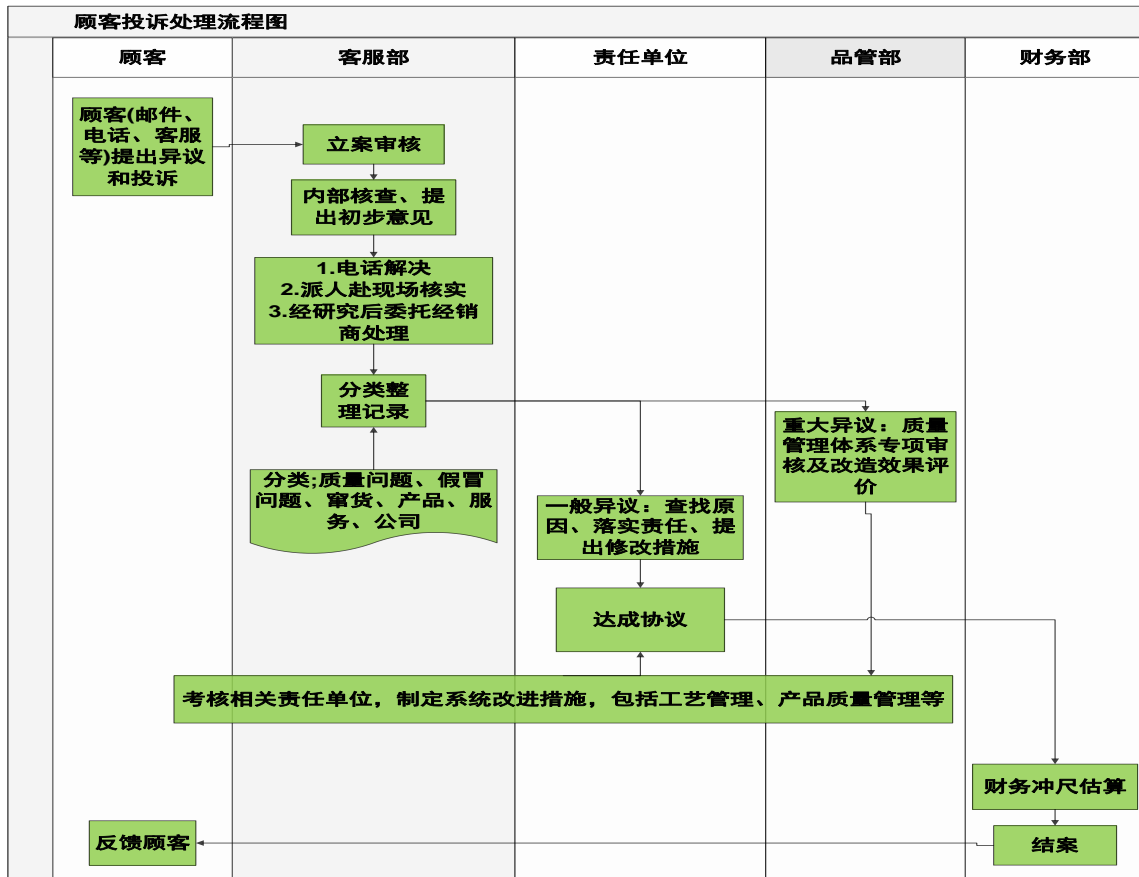 顾客投诉处理流程图
顾客
客服部
责任单位
品管部
财务部
顾客(邮件、
电话、客服
等)提出异议
和投诉
立案审核
内部核查、提
出初步意见
1.电话解决
2.派人赴现场核实
3.经研究后委托经销
商处理
分类整
理记录
分类;质量问题、假冒
问题、窜货、产品、服
务、公司
重大异议：质量
管理体系专项审
核及改造效果评
价
一般异议：查找原
因、落实责任、提
出修改措施
达成协议
考核相关责任单位，制定系统改进措施，包括工艺管理、产品质量管理等
财务冲尺估算
结案
反馈顾客